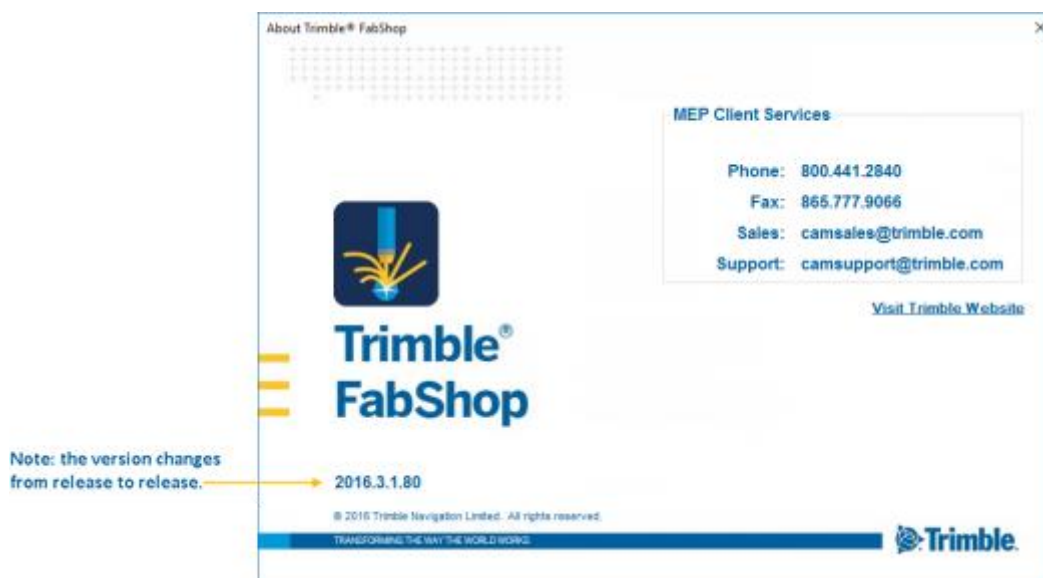 About Trimble® FabShop
MEP Client Services
Phone: 800.441.2840
Fax: 865.777.9066
Sales: camsales@trimble.com
Support: camsupport@trimble.com
Visit Trimble Website
Trimble®
FabShop
Note: the version changes
from release to release.
2016.3.1.80
© 2016 Trimble Navigation Limited. All rights reserved.
TRANSFORMING THE WAY THE WORLD WORKS
Trimble.